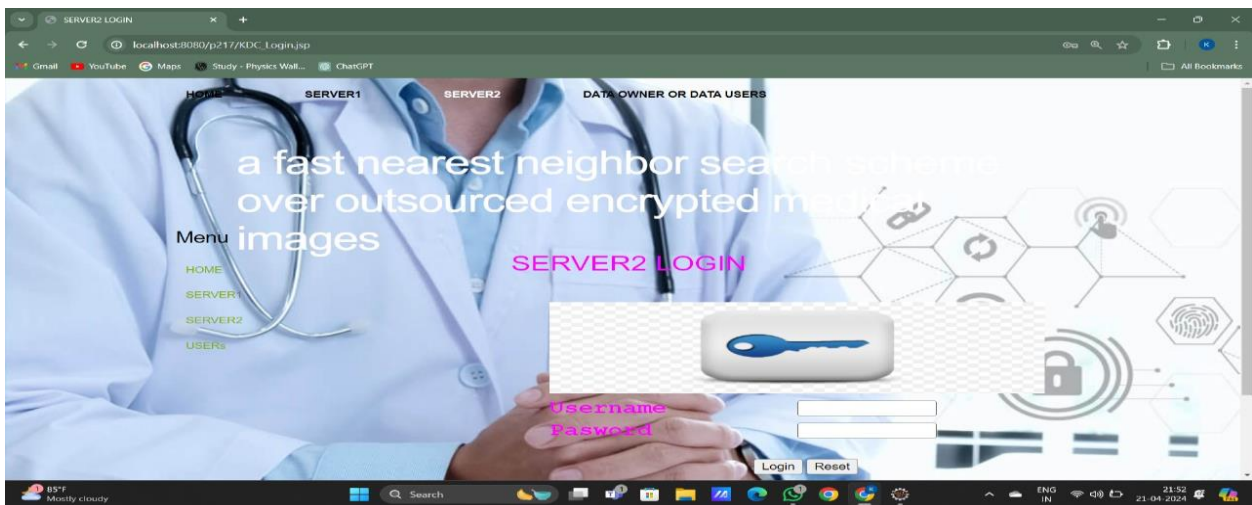 SERVER2 LOGIN
localhost:8080/p217/KDC_Login.jsp
Gmail YouTube Maps Study - Physics Wall... ChatGPT All Bookmarks
HOME SERVER1 SERVER2 DATA OWNER OR DATA USERS
a fast nearest neighbor search scheme
over outsourced encrypted medical
images
Menu
SERVER2 LOGIN
HOME
SERVER1
SERVER2
USERs
Username
Pasword
Login Reset
85°F
Mostly cloudy
Search
ENG
IN
21:52
21-04-2024